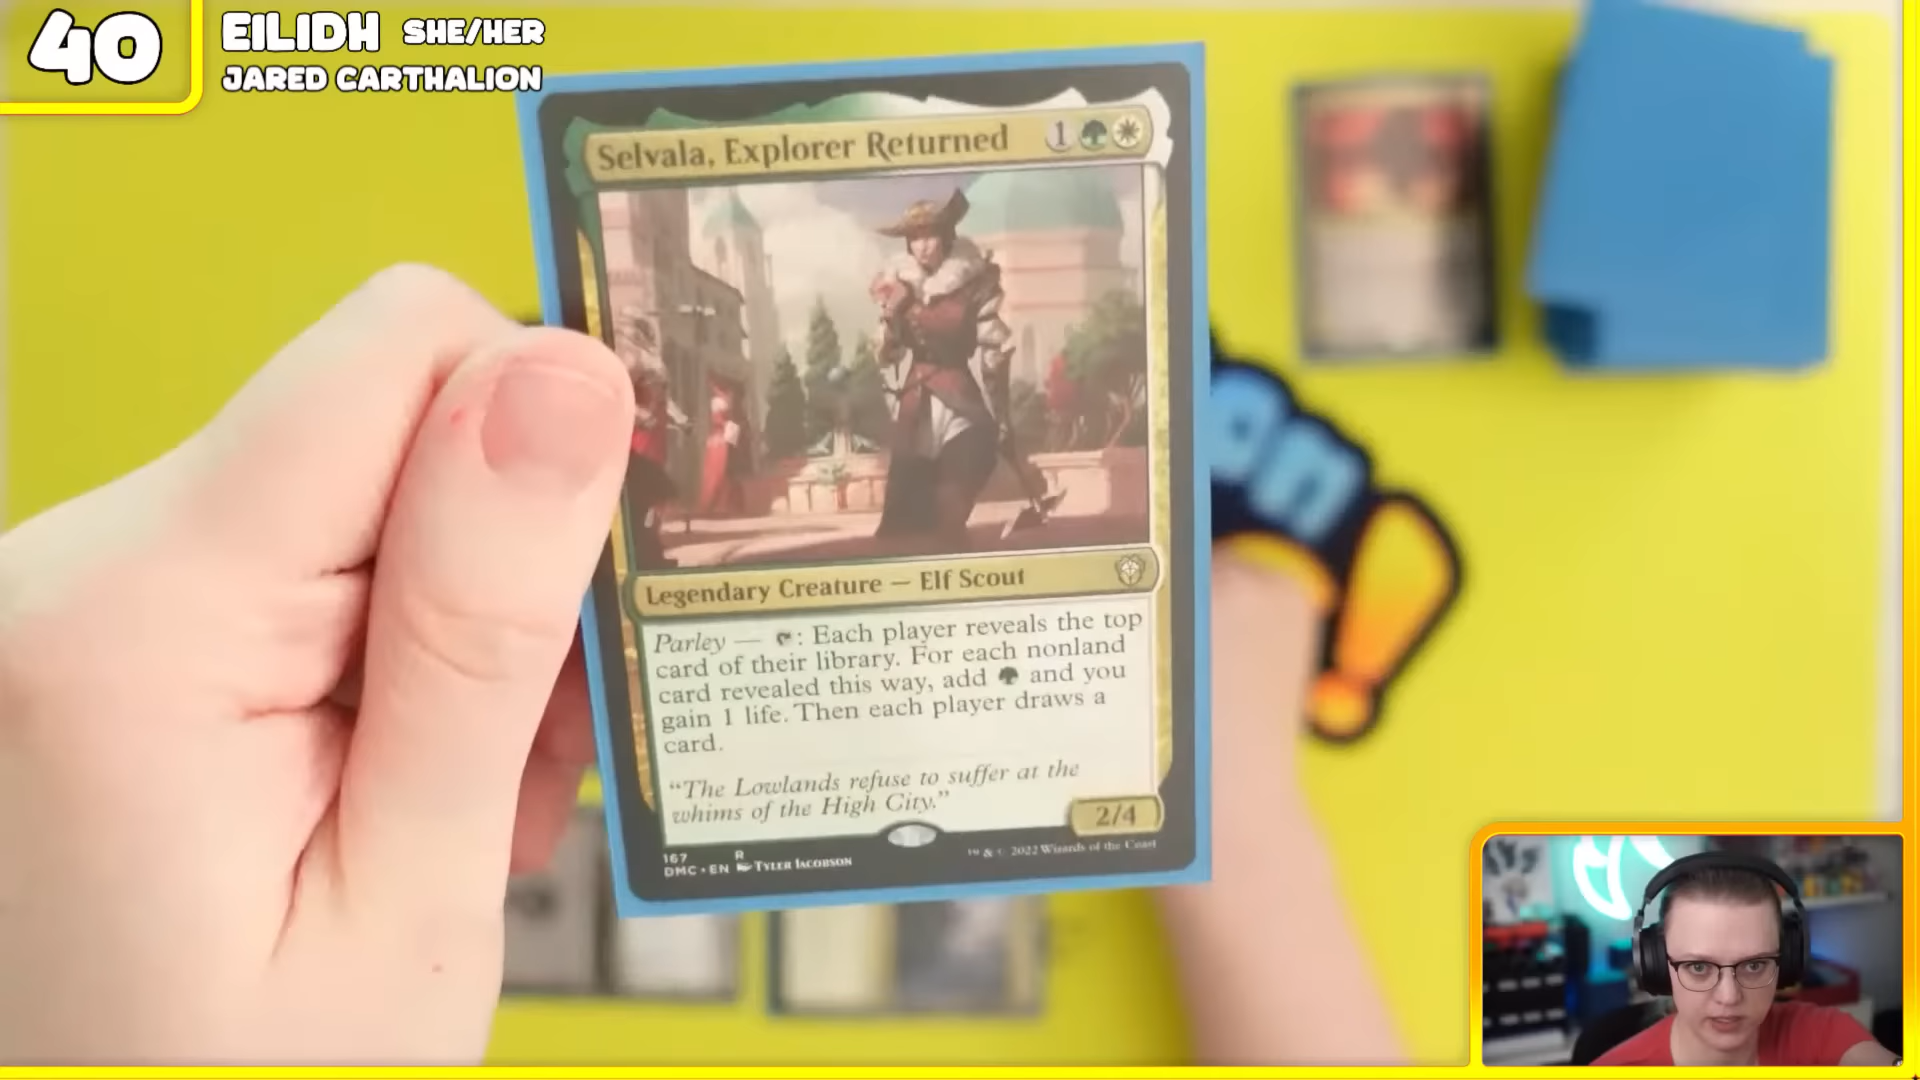 40
EILIDH SHE/HER
JARED CARTHALION
Selvala, Explorer Returned 1
Legendary Creature — Elf Scout
Parley — : Each player reveals the top
card of their library. For each nonland
card revealed this way, add and you
gain 1 life. Then each player draws a
card.
“The Lowlands refuse to suffer at the
whims of the High City.”
2/4
167 R
DMC • EN TYLER JACOBSON
™ & © 2022 Wizards of the Coast
on!